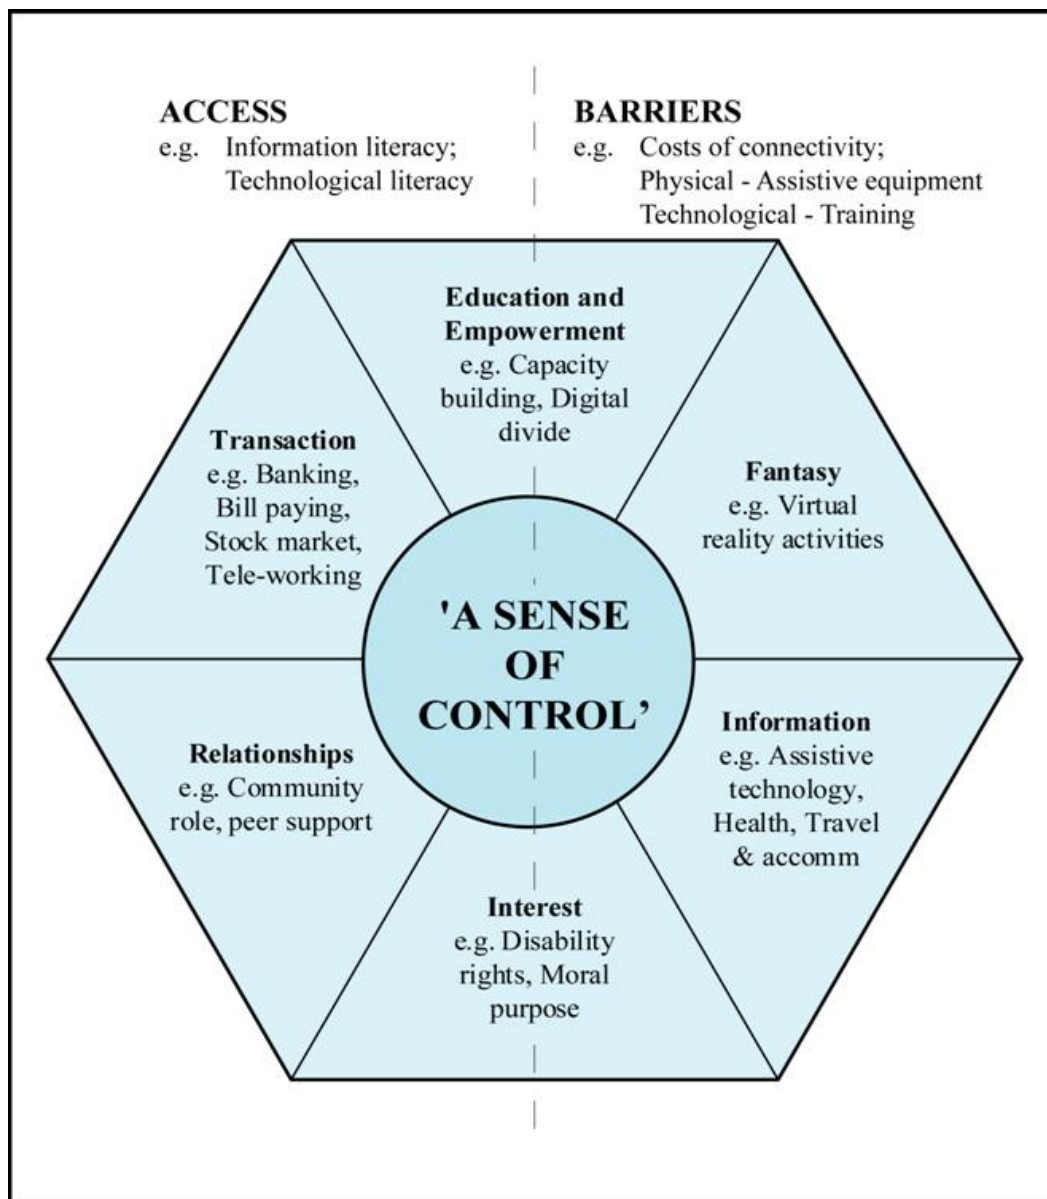 ACCESS
e.g. Information literacy;
Technological literacy
BARRIERS
e.g. Costs of connectivity;
Physical - Assistive equipment
Technological - Training
Education and
Empowerment
e.g. Capacity
building, Digital
divide
Transaction
e.g. Banking,
Bill paying,
Stock market,
Tele-working
Fantasy
e.g. Virtual
reality activities
'A SENSE
OF
CONTROL’
Relationships
e.g. Community
role, peer support
Information
e.g. Assistive
technology,
Health, Travel
& accomm
Interest
e.g. Disability
rights, Moral
purpose